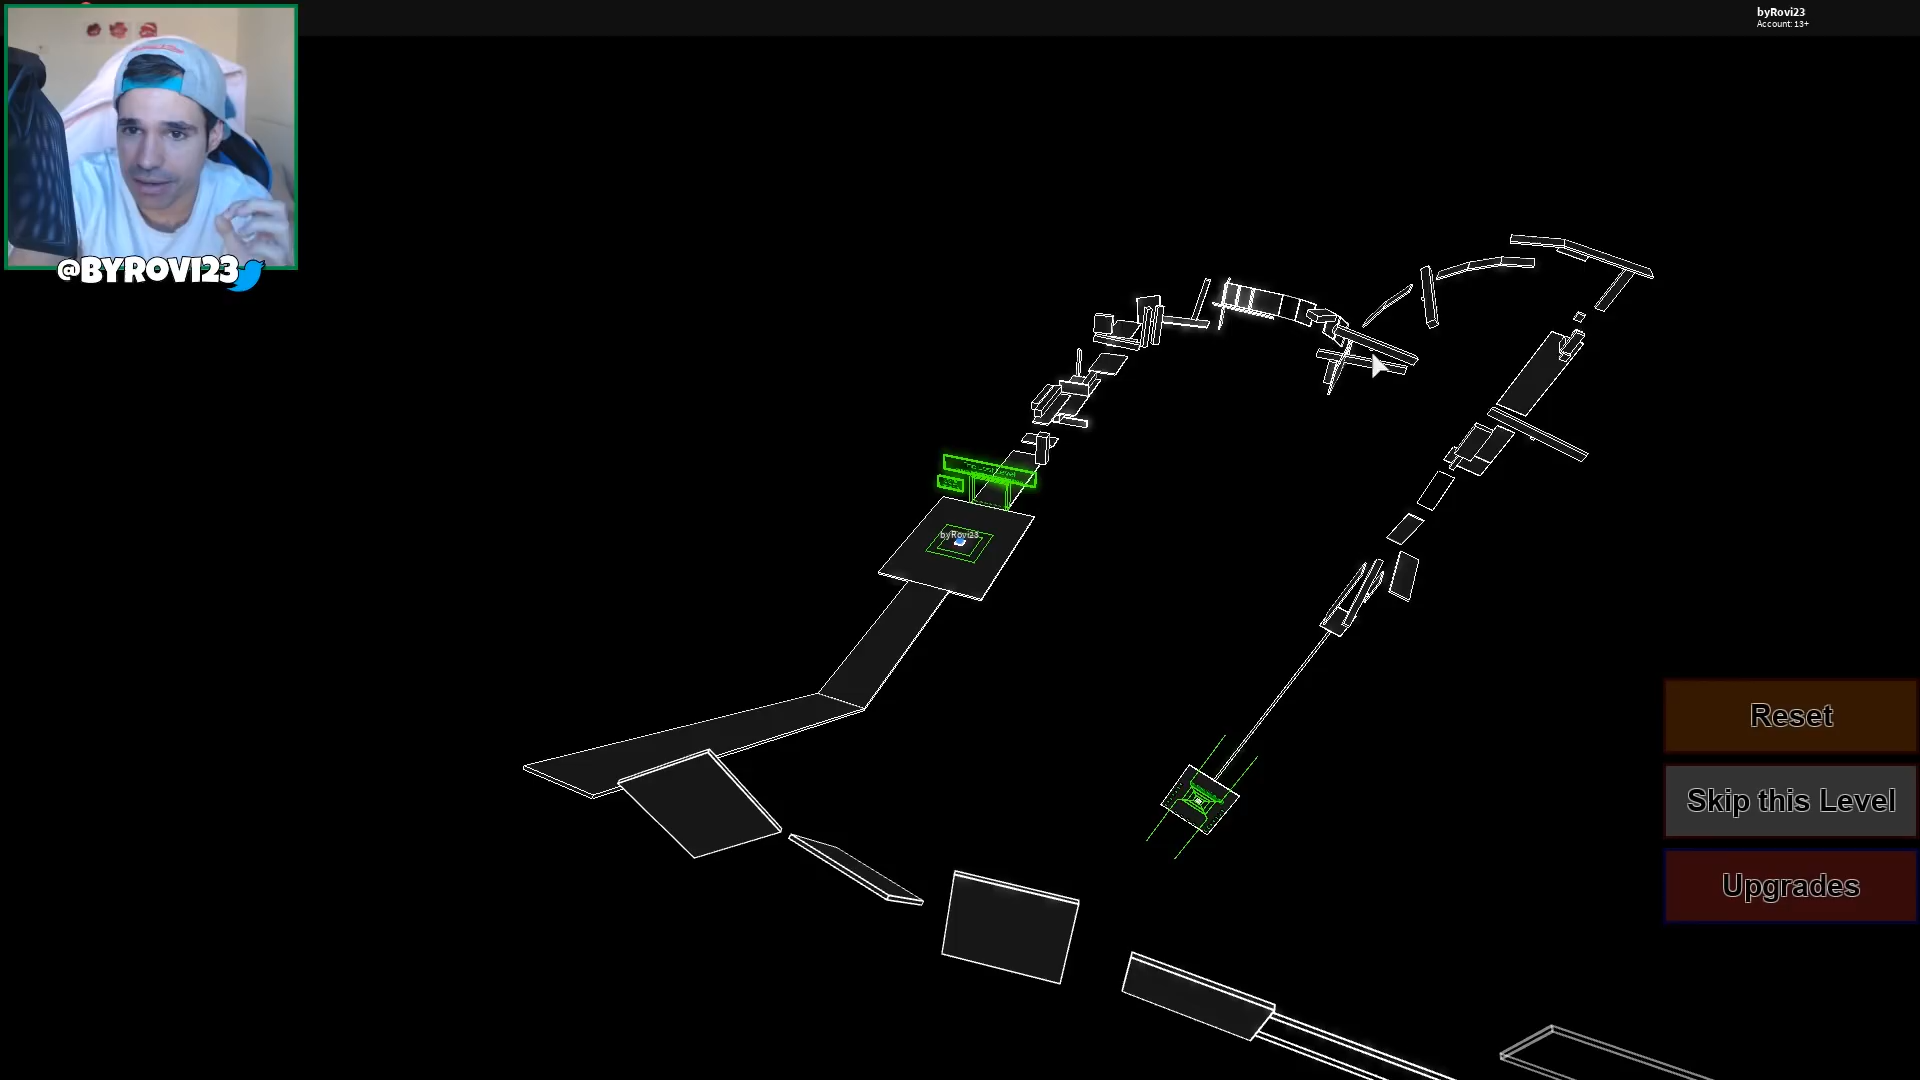 byRovi23
Account: 13+
@BYROVI23
byRovi23
Reset
Skip this Level
Upgrades